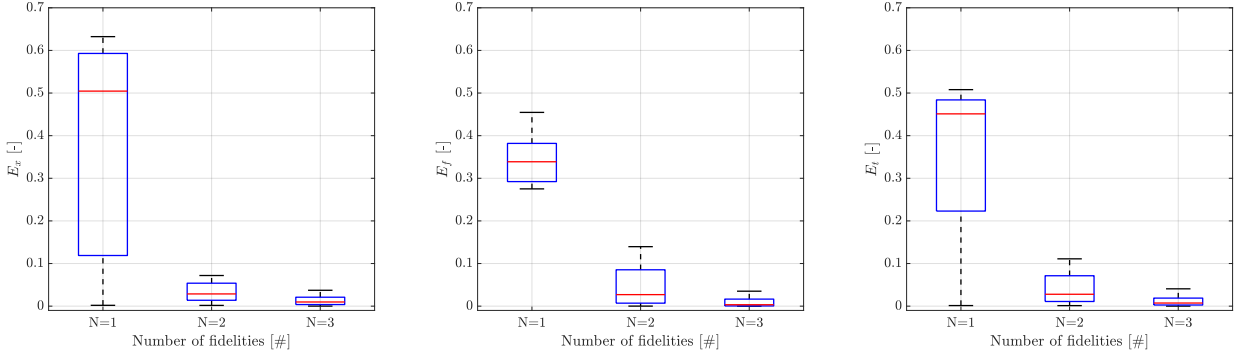 0.7
0.6
0.5
0.4
0.3
0.2
0.1
0
E_x [-]
N=1 N=2 N=3
Number of fidelities [#]
0.7
0.6
0.5
0.4
0.3
0.2
0.1
0
E_f [-]
N=1 N=2 N=3
Number of fidelities [#]
0.7
0.6
0.5
0.4
0.3
0.2
0.1
0
E_t [-]
N=1 N=2 N=3
Number of fidelities [#]